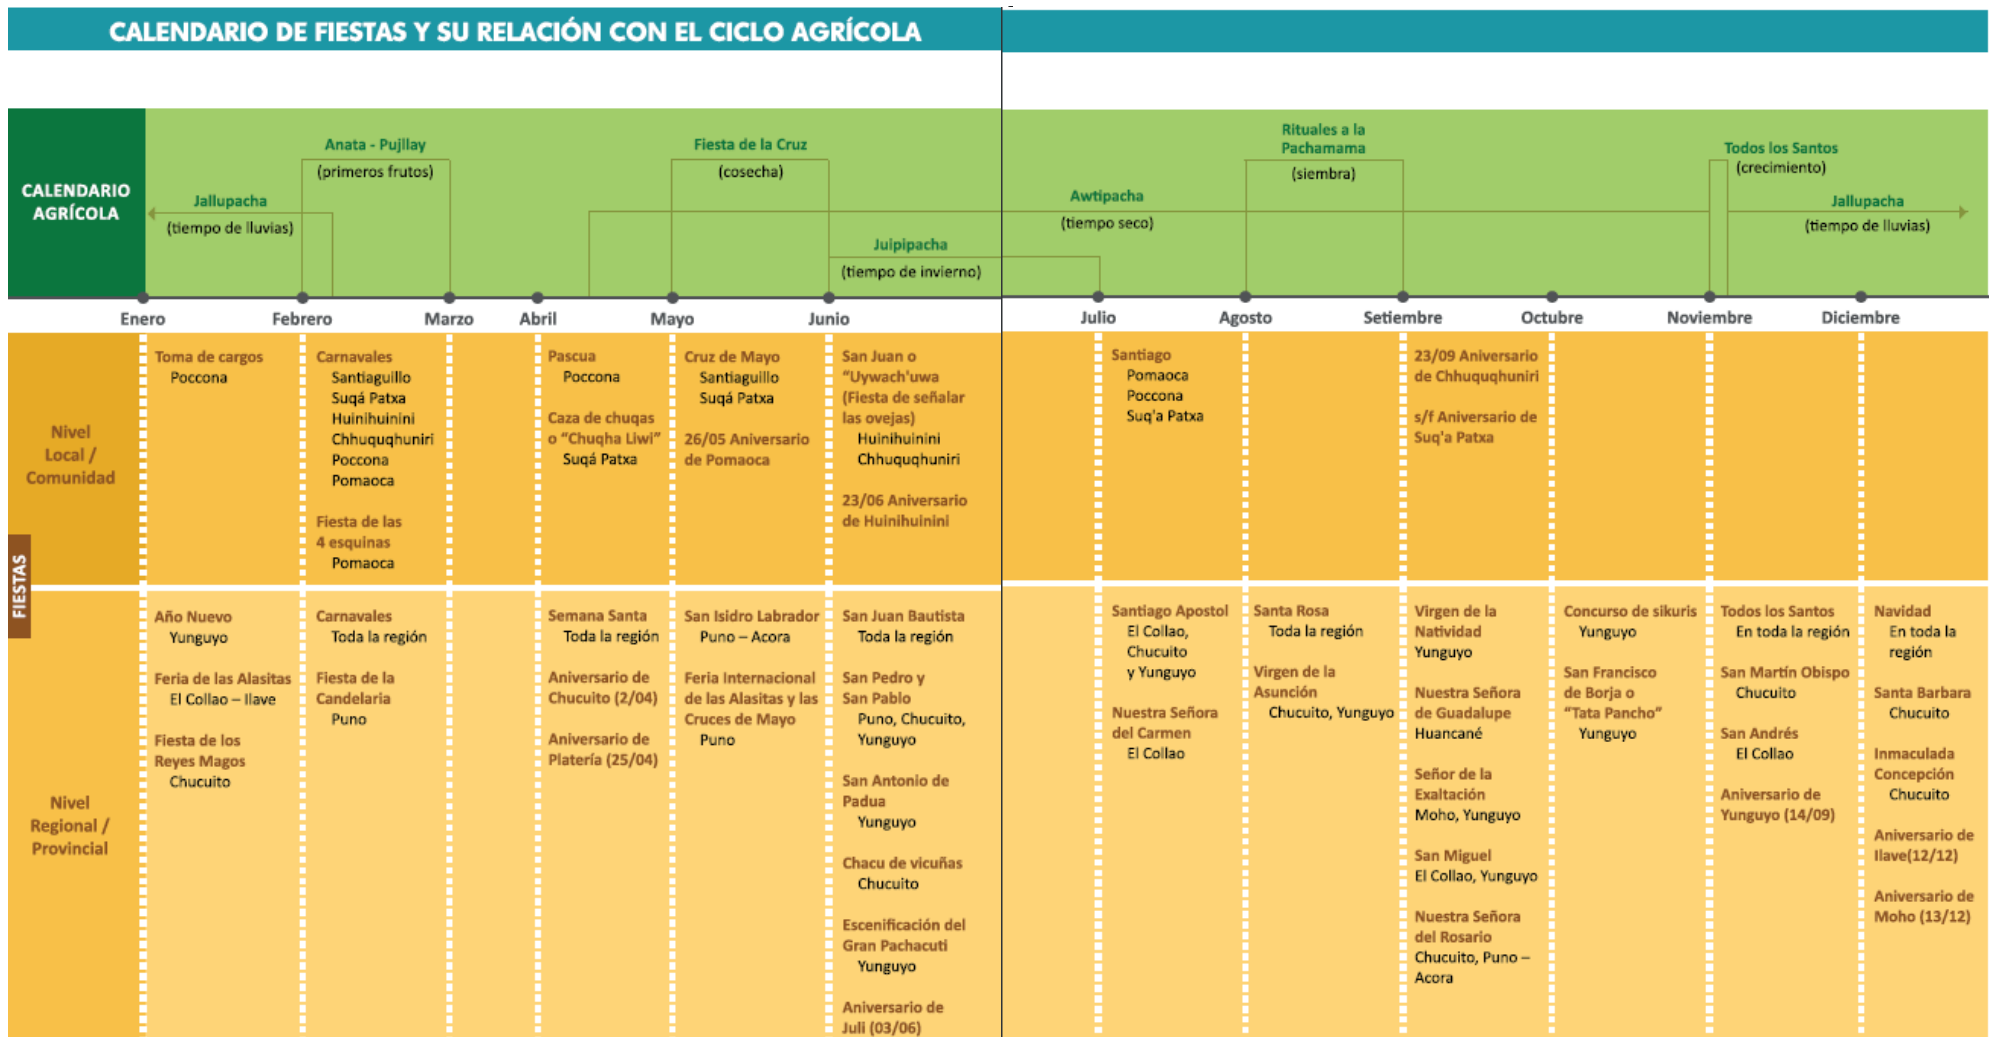 CALENDARIO DE FIESTAS Y SU RELACIÓN CON EL CICLO AGRÍCOLA
CALENDARIO
AGRÍCOLA
Jallupacha
(tiempo de lluvias)
Anata - Pujllay
(primeros frutos)
Fiesta de la Cruz
(cosecha)
Juipipacha
(tiempo de invierno)
Awtipacha
(tiempo seco)
Rituales a la
Pachamama
(siembra)
Todos los Santos
(crecimiento)
Jallupacha
(tiempo de lluvias)
Enero
Febrero
Marzo
Abril
Mayo
Junio
Julio
Agosto
Setiembre
Octubre
Noviembre
Diciembre
FIESTAS
Nivel
Local /
Comunidad
Toma de cargos
Poccona
Carnavales
Santiaguillo
Suqá Patxa
Huinihuinini
Chhuquqhuniri
Poccona
Pomaoca
Fiesta de las
4 esquinas
Pomaoca
Pascua
Poccona
Caza de chuqas
o “Chuqha Liwi”
Suqá Patxa
Cruz de Mayo
Santiaguillo
Suqá Patxa
26/05 Aniversario
de Pomaoca
San Juan o
“Uywach'uwa
(Fiesta de señalar
las ovejas)
Huinihuinini
Chhuquqhuniri
23/06 Aniversario
de Huinihuinini
Santiago
Pomaoca
Poccona
Suq'a Patxa
23/09 Aniversario
de Chhuquqhuniri
s/f Aniversario de
Suq'a Patxa
Nivel
Regional /
Provincial
Año Nuevo
Yunguyo
Feria de las Alasitas
El Collao – Ilave
Fiesta de los
Reyes Magos
Chucuito
Carnavales
Toda la región
Fiesta de la
Candelaria
Puno
Semana Santa
Toda la región
Aniversario de
Chucuito (2/04)
Aniversario de
Platería (25/04)
San Isidro Labrador
Puno – Acora
Feria Internacional
de las Alasitas y las
Cruces de Mayo
Puno
San Juan Bautista
Toda la región
San Pedro y
San Pablo
Puno, Chucuito,
Yunguyo
San Antonio de
Padua
Yunguyo
Chacu de vicuñas
Chucuito
Escenificación del
Gran Pachacuti
Yunguyo
Aniversario de
Juli (03/06)
Santiago Apostol
El Collao,
Chucuito
y Yunguyo
Nuestra Señora
del Carmen
El Collao
Santa Rosa
Toda la región
Virgen de la
Asunción
Chucuito, Yunguyo
Virgen de la
Natividad
Yunguyo
Nuestra Señora
de Guadalupe
Huancané
Señor de la
Exaltación
Moho, Yunguyo
San Miguel
El Collao, Yunguyo
Nuestra Señora
del Rosario
Chucuito, Puno –
Acora
Concurso de sikuris
Yunguyo
San Francisco
de Borja o
“Tata Pancho”
Yunguyo
Todos los Santos
En toda la región
San Martín Obispo
Chucuito
San Andrés
El Collao
Aniversario de
Yunguyo (14/09)
Navidad
En toda la
región
Santa Barbara
Chucuito
Inmaculada
Concepción
Chucuito
Aniversario de
Ilave(12/12)
Aniversario de
Moho (13/12)